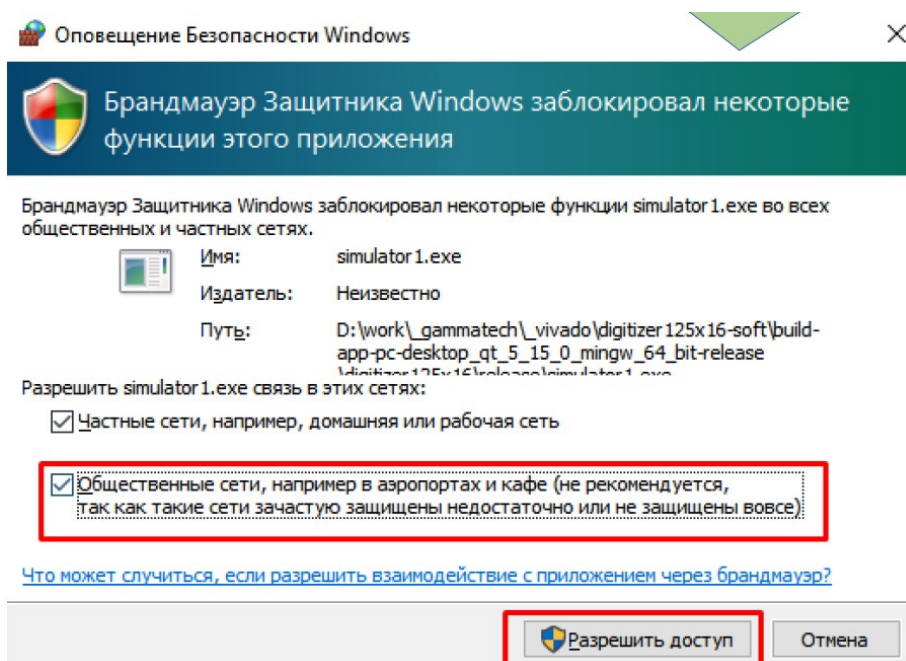 Оповещение Безопасности Windows
Брандмауэр Защитника Windows заблокировал некоторые
функции этого приложения
Брандмауэр Защитника Windows заблокировал некоторые функции simulator1.exe во всех
общественных и частных сетях.
Имя: simulator1.exe
Издатель: Неизвестно
Путь: D:\work\_gammatech\_vivado\digitizer125x16-soft\build-
app-pc-desktop_qt_5_15_0_mingw_64_bit-release
\digitizer125x16\release\simulator1.exe
Разрешить simulator1.exe связь в этих сетях:
Частные сети, например, домашняя или рабочая сеть
Общественные сети, например в аэропортах и кафе (не рекомендуется,
так как такие сети зачастую защищены недостаточно или не защищены вовсе)
Что может случиться, если разрешить взаимодействие с приложением через брандмауэр?
Разрешить доступ
Отмена